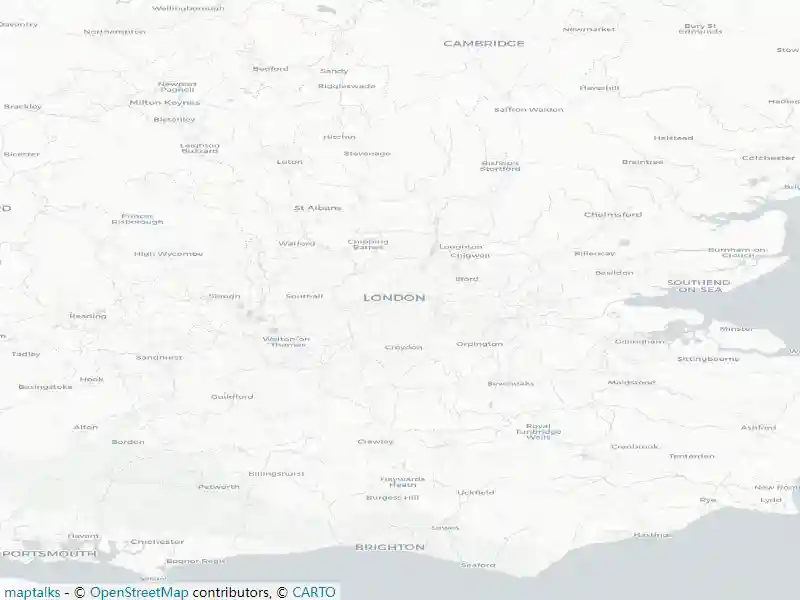 Wellingborough
Daventry
Northampton
Newmarket
Bury St
Edmunds
CAMBRIDGE
Stow
Bedford
Sandy
Newport
Pagnell
Biggleswade
Haverhill
Milton Keynes
Brackley
Saffron Walden
Bletchley
Hitchin
Halstead
Leighton
Buzzard
Stevenage
Bicester
Luton
Bishop's
Stortford
Braintree
Colchester
St Albans
Princes
Risborough
Chelmsford
Watford
Chipping
Barnet
Loughton
Chigwell
High Wycombe
Billericay
Burnham-on-
Crouch
Basildon
Ilford
SOUTHEND
ON-SEA
Slough
Southall
LONDON
Reading
Minster
Walton-on
Thames
Croydon
Orpington
Gillingham
Tadley
Sandhurst
Sittingbourne
Hook
Basingstoke
Sevenoaks
Maidstone
Guildford
Alton
Royal
Tunbridge
Wells
Ashford
Bordon
Crawley
Cranbrook
Tenterden
Billingshurst
Haywards
Heath
Petworth
New Rom
Burgess Hill
Uckfield
Rye
Lydd
Lewes
Hastings
Havant
Chichester
BRIGHTON
PORTSMOUTH
Bognor Regis
Seaford
maptalks - © OpenStreetMap contributors, © CARTO